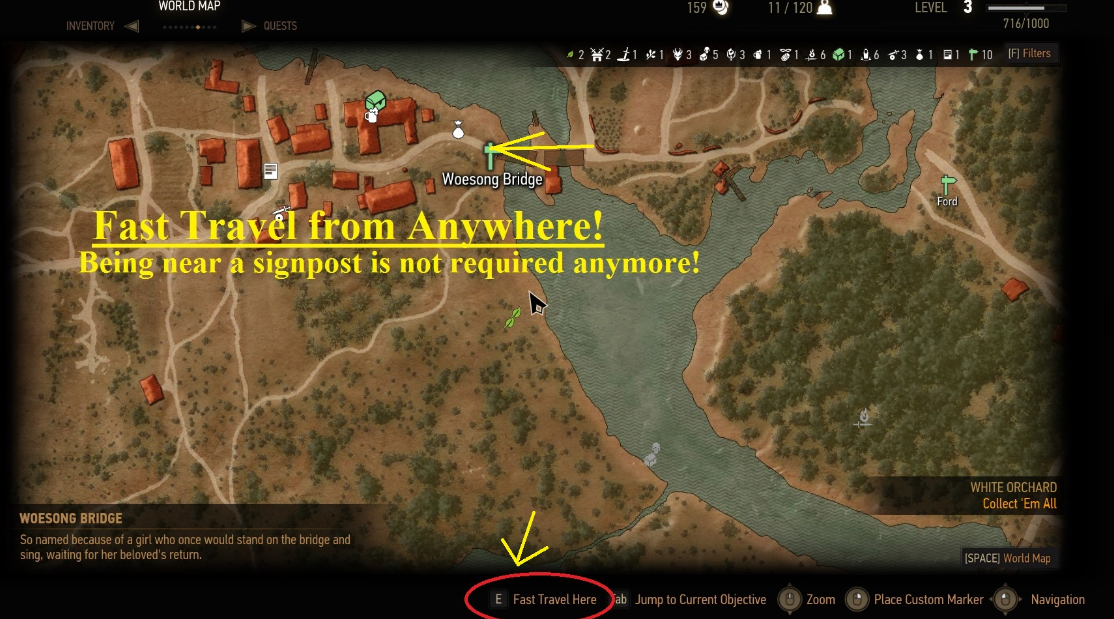 WORLD MAP
159 11 / 120 LEVEL 3
INVENTORY QUESTS 716/1000
2 2 1 1 3 5 3 1 1 6 1 6 3 1 1 10 [F] Filters
Woesong Bridge
Ford
Fast Travel from Anywhere!
Being near a signpost is not required anymore!
WHITE ORCHARD
Collect 'Em All
WOESONG BRIDGE
So named because of a girl who once would stand on the bridge and
sing, waiting for her beloved's return.
[SPACE] World Map
E Fast Travel Here Tab Jump to Current Objective Zoom Place Custom Marker Navigation